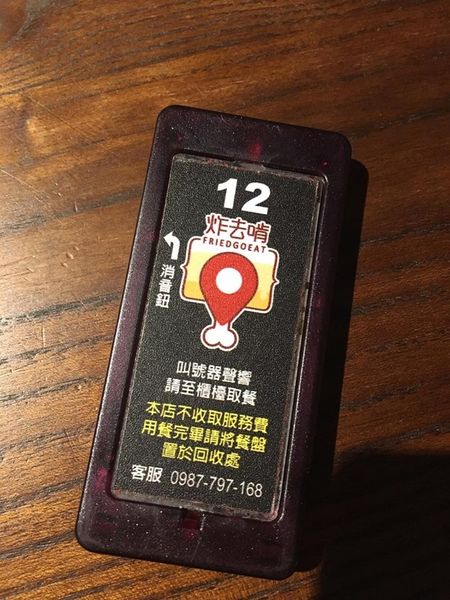 12
炸去啃
FRIEDGOEAT
消音鈕
叫號器聲響
請至櫃檯取餐
本店不收取服務費
用餐完畢請將餐盤
置於回收處
客服 0987-797-168